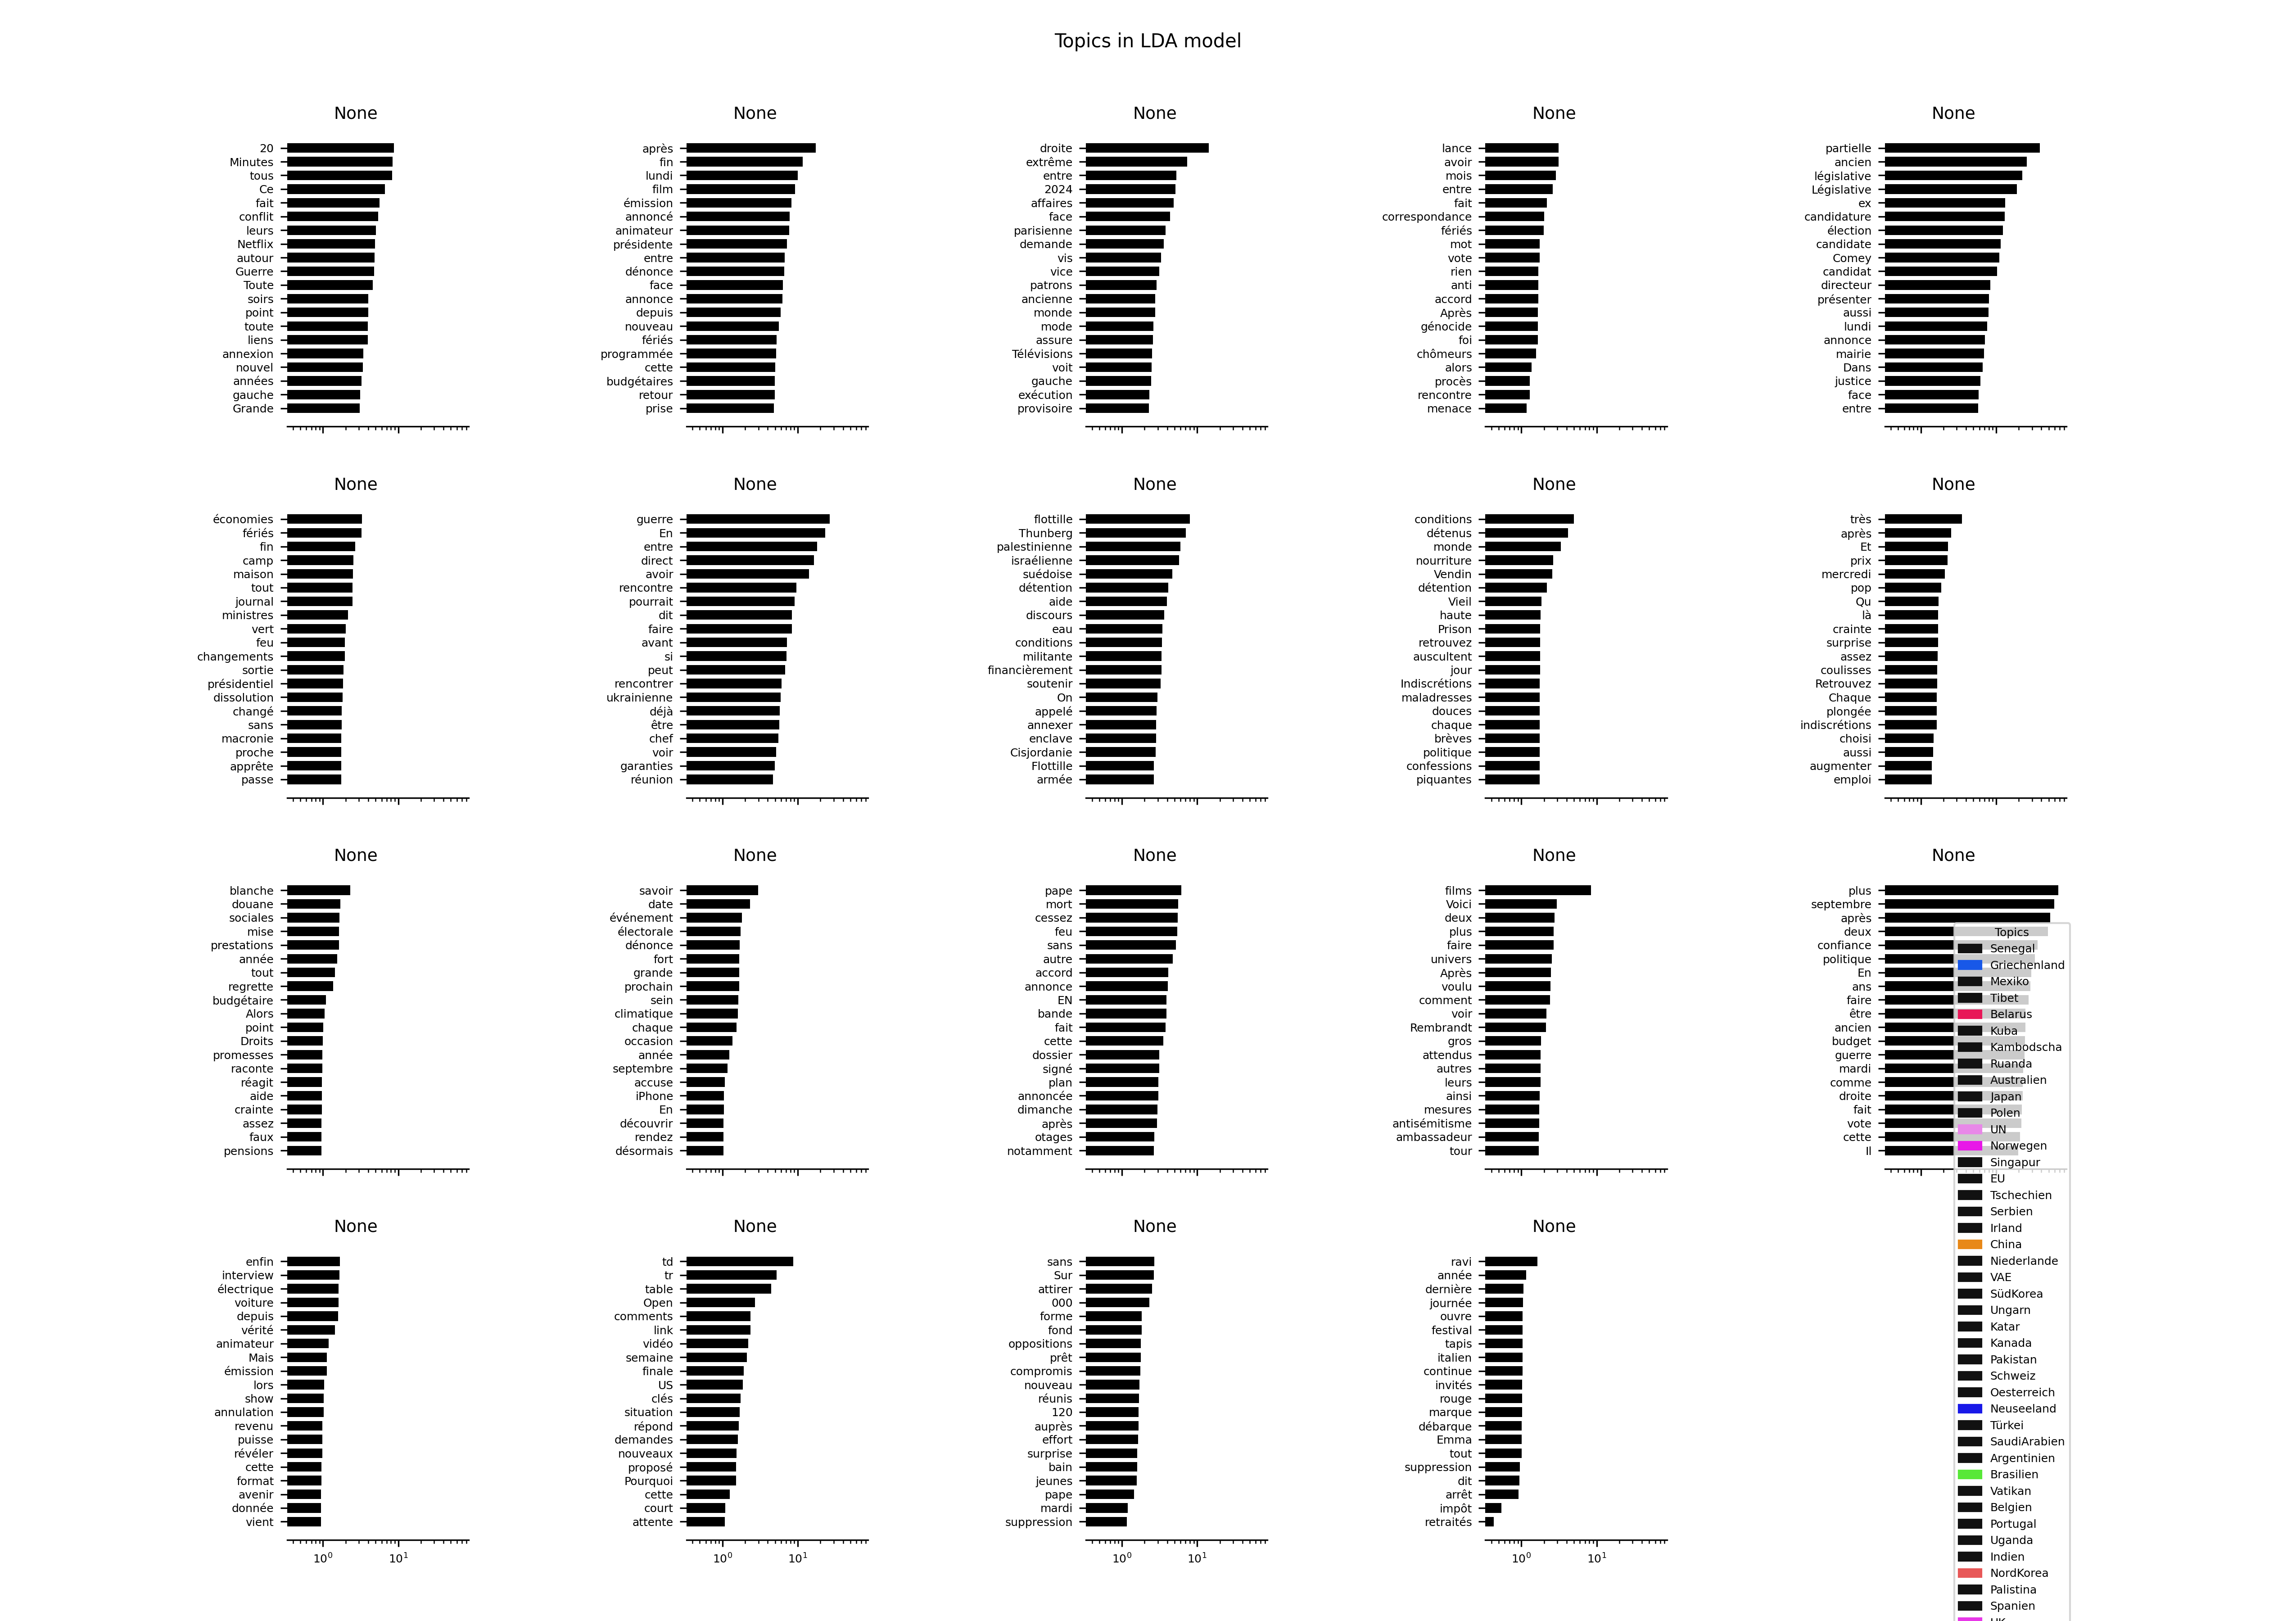 Topics in LDA model
None
20
Minutes
tous
Ce
fait
conflit
leurs
Netflix
autour
Guerre
Toute
soirs
point
toute
liens
annexion
nouvel
années
gauche
Grande
None
après
fin
lundi
film
émission
annoncé
animateur
présidente
entre
dénonce
face
annonce
depuis
nouveau
fériés
programmée
cette
budgétaires
retour
prise
None
droite
extrême
entre
2024
affaires
face
parisienne
demande
vis
vice
patrons
ancienne
monde
mode
assure
Télévisions
voit
gauche
exécution
provisoire
None
lance
avoir
mois
entre
fait
correspondance
fériés
mot
vote
rien
anti
accord
Après
génocide
foi
chômeurs
alors
procès
rencontre
menace
None
partielle
ancien
législative
Législative
ex
candidature
élection
candidate
Comey
candidat
directeur
présenter
aussi
lundi
annonce
mairie
Dans
justice
face
entre
None
économies
fériés
fin
camp
maison
tout
journal
ministres
vert
feu
changements
sortie
présidentiel
dissolution
changé
sans
macronie
proche
apprête
passe
None
guerre
En
entre
direct
avoir
rencontre
pourrait
dit
faire
avant
si
peut
rencontrer
ukrainienne
déjà
être
chef
voir
garanties
réunion
None
flottille
Thunberg
palestinienne
israélienne
suédoise
détention
aide
discours
eau
conditions
militante
financièrement
soutenir
On
appelé
annexer
enclave
Cisjordanie
Flottille
armée
None
conditions
détenus
monde
nourriture
Vendin
détention
Vieil
haute
Prison
retrouvez
auscultent
jour
Indiscrétions
maladresses
douces
chaque
brèves
politique
confessions
piquantes
None
très
après
Et
prix
mercredi
pop
Qu
là
crainte
surprise
assez
coulisses
Retrouvez
Chaque
plongée
indiscrétions
choisi
aussi
augmenter
emploi
None
blanche
douane
sociales
mise
prestations
année
tout
regrette
budgétaire
Alors
point
Droits
promesses
raconte
réagit
aide
crainte
assez
faux
pensions
None
savoir
date
événement
électorale
dénonce
fort
grande
prochain
sein
climatique
chaque
occasion
année
septembre
accuse
iPhone
En
découvrir
rendez
désormais
None
pape
mort
cessez
feu
sans
autre
accord
annonce
EN
bande
fait
cette
dossier
signé
plan
annoncée
dimanche
après
otages
notamment
None
films
Voici
deux
plus
faire
univers
Après
voulu
comment
voir
Rembrandt
gros
attendus
autres
leurs
ainsi
mesures
antisémitisme
ambassadeur
tour
None
plus
septembre
après
deux
confiance
politique
En
ans
faire
être
ancien
budget
guerre
mardi
comme
droite
fait
vote
cette
Il
None
enfin
interview
électrique
voiture
depuis
vérité
animateur
Mais
émission
lors
show
annulation
revenu
puisse
révéler
cette
format
avenir
donnée
vient
10⁰ 10¹
None
td
tr
table
Open
comments
link
vidéo
semaine
finale
US
clés
situation
répond
demandes
nouveaux
proposé
Pourquoi
cette
court
attente
10⁰ 10¹
None
sans
Sur
attirer
000
forme
fond
oppositions
prêt
compromis
nouveau
réunis
120
auprès
effort
surprise
bain
jeunes
pape
mardi
suppression
10⁰ 10¹
None
ravi
année
dernière
journée
ouvre
festival
tapis
italien
continue
invités
rouge
marque
débarque
Emma
tout
suppression
dit
arrêt
impôt
retraités
10⁰ 10¹
Topics
Senegal
Griechenland
Mexiko
Tibet
Belarus
Kuba
Kambodscha
Ruanda
Australien
Japan
Polen
UN
Norwegen
Singapur
EU
Tschechien
Serbien
Irland
China
Niederlande
VAE
SüdKorea
Ungarn
Katar
Kanada
Pakistan
Schweiz
Oesterreich
Neuseeland
Türkei
SaudiArabien
Argentinien
Brasilien
Vatikan
Belgien
Portugal
Uganda
Indien
NordKorea
Palistina
Spanien